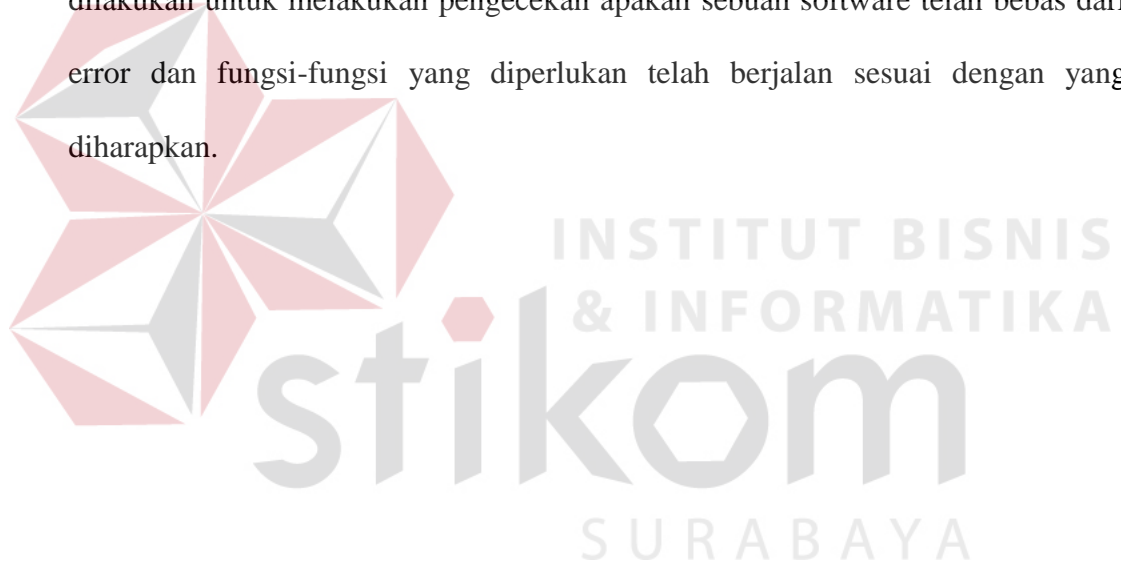 dilakukan untuk melakukan pengecekan apakah sebuah software telah bebas dari
error dan fungsi-fungsi yang diperlukan telah berjalan sesuai dengan yang
diharapkan.
INSTITUT BISNIS
& INFORMATIKA
stikom
SURABAYA